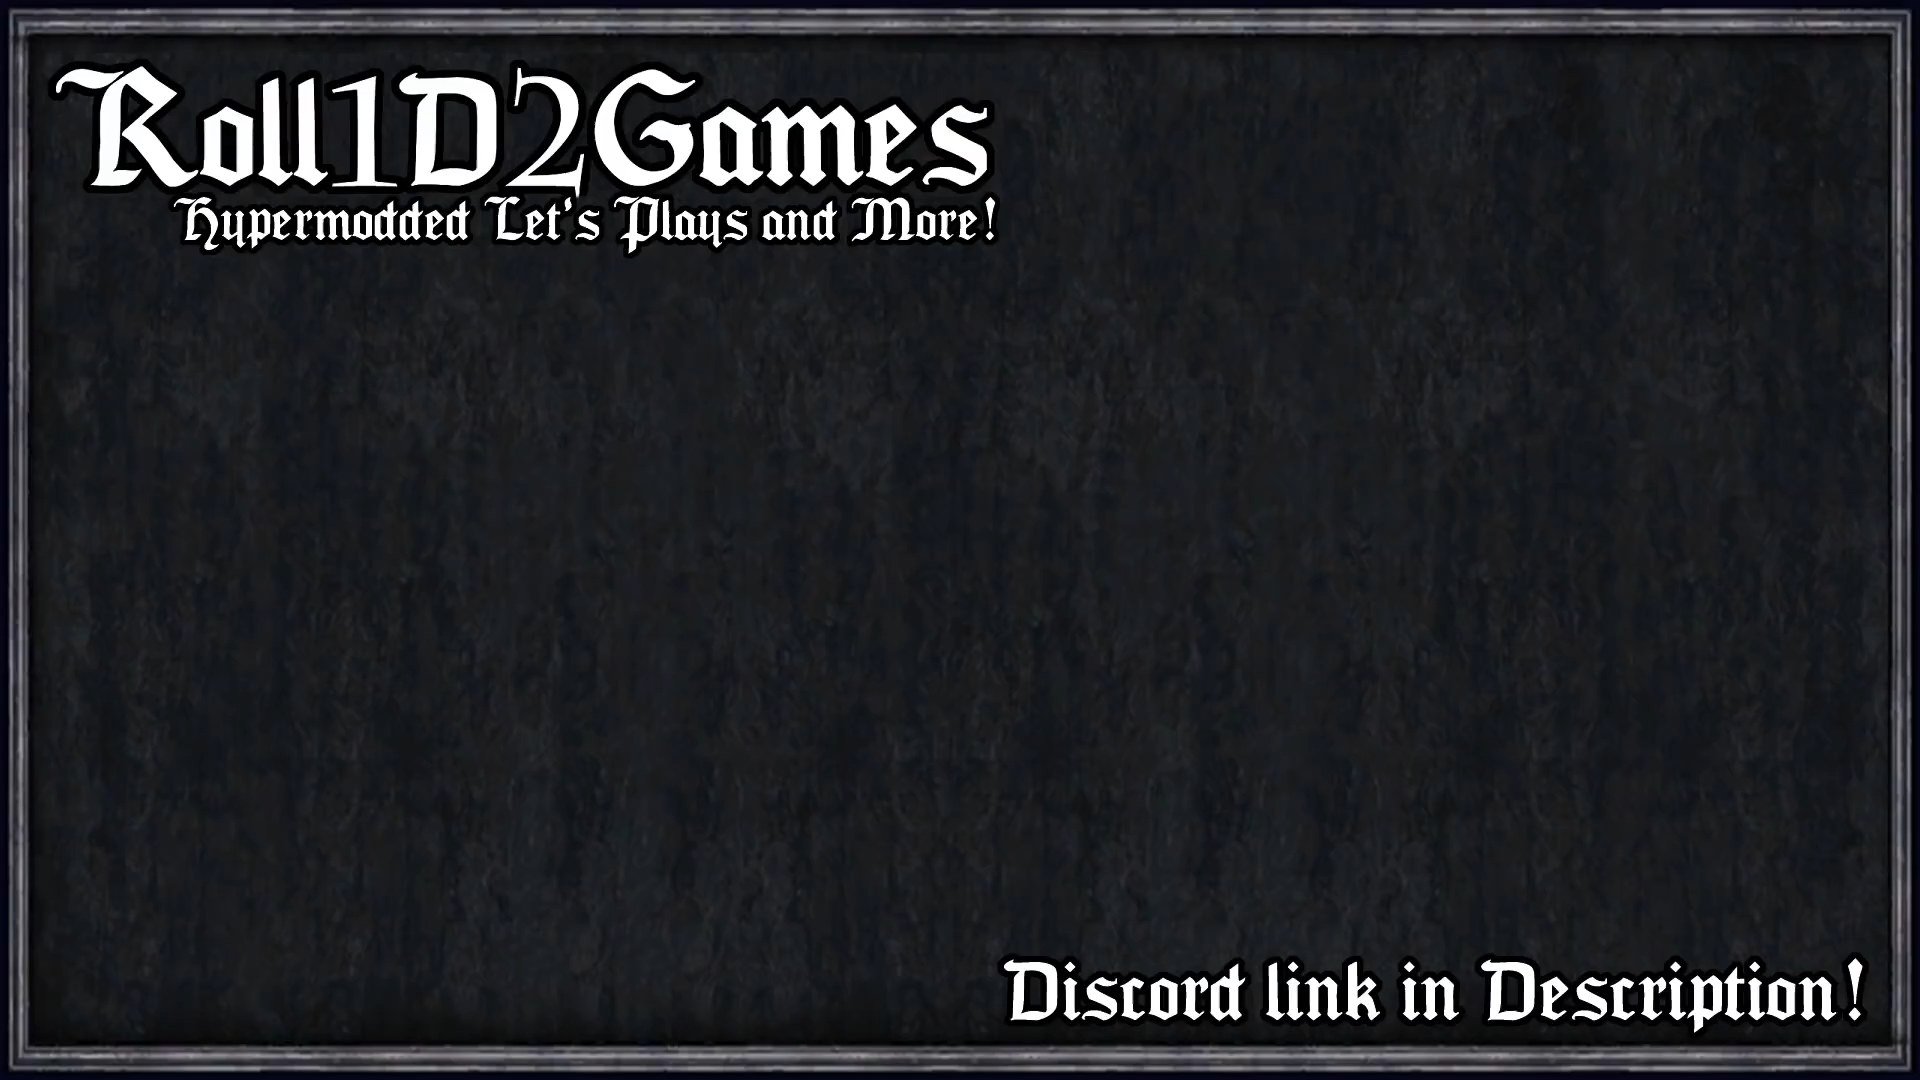 Roll1D2Games
Hypermodded Let's Plays and More!
Discord link in Description!